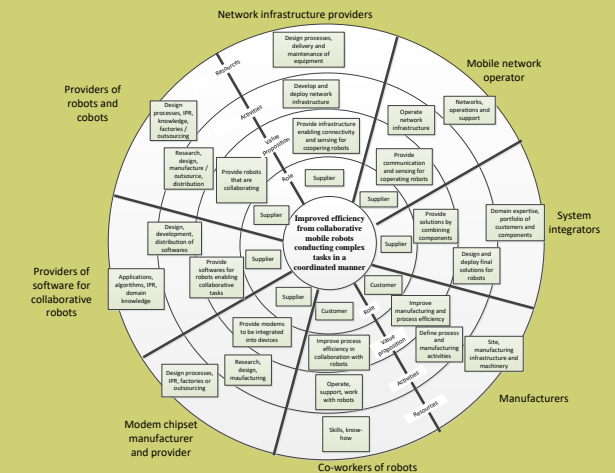 Network infrastructure providers
Design processes,
delivery and
maintenance of
equipment
Resources
Mobile network
operator
Providers of
robots and
cobots
Activities
Develop and
deploy network
infrastructure
Design
processes, IPR,
knowledge,
factories /
outsourcing
Operate
network
infrastructure
Networks,
operations and
support
Value
proposition
Provide infrastructure
enabling connectivity
and sensing for
coopering robots
Research,
design,
manufacture /
outsource,
distribution
Provide robots
that are
collaborating
Role
Supplier
Provide
communication
and sensing for
coperating robots
Supplier
Supplier
Improved efficiency
from collaborative
mobile robots
conducting complex
tasks in a
coordinated manner
Provide
solutions by
combining
components
Domain expertise,
portfolio of
customers and
components
System
integrators
Design,
development,
distribution of
softwares
Supplier
Supplier
Providers of
software for
collaborative
robots
Applications,
algorithms, IPR,
domain
knowledge
Provide
softwares for
robots enabling
collaborative
tasks
Design and
deploy final
solutions for
robots
Supplier
Customer
Customer
Role
Improve
manufacturing and
process efficiency
Provide modems
to be integrated
into devices
Improve process
efficiency in
collaboration with
robots
Value
proposition
Define process
and
manufacturing
activities
Site,
manufacturing
infrastructure and
machinery
Design processes,
IPR, factories or
outsourcing
Research,
design,
maufacturing
Operate,
support, work
with robots
Activities
Resources
Manufacturers
Modem chipset
manufacturer
and provider
Skills, know-
how
Co-workers of robots